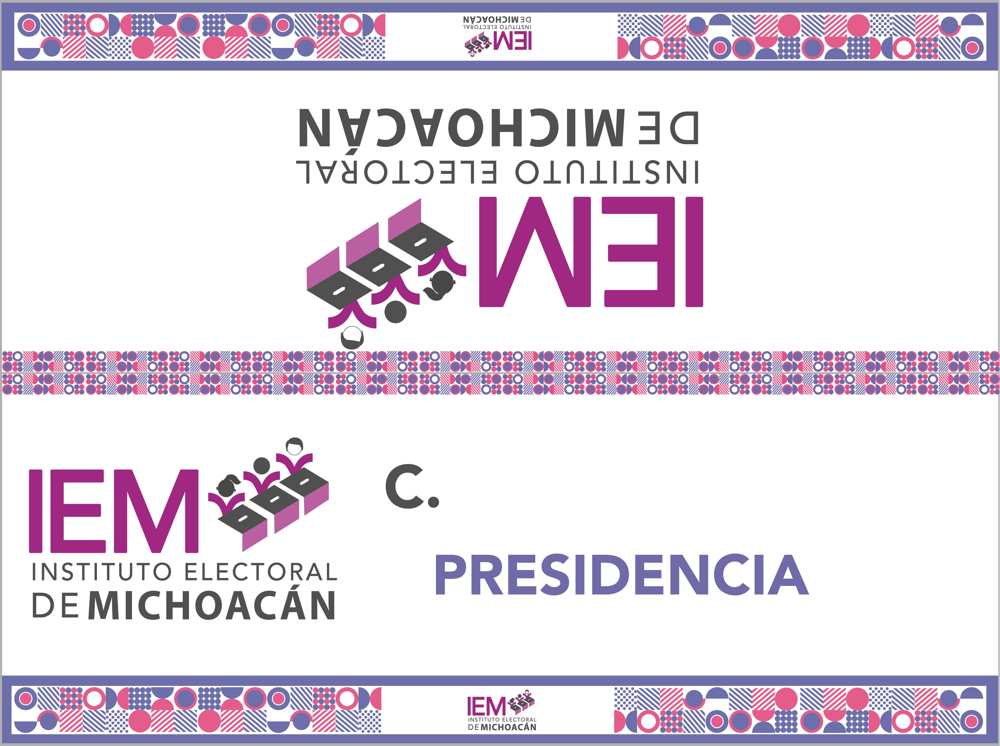 IEM
INSTITUTO ELECTORAL
DE MICHOACÁN
IEM
INSTITUTO ELECTORAL
DE MICHOACÁN
IEM
INSTITUTO ELECTORAL
DE MICHOACÁN
C.
PRESIDENCIA
IEM
INSTITUTO ELECTORAL
DE MICHOACÁN